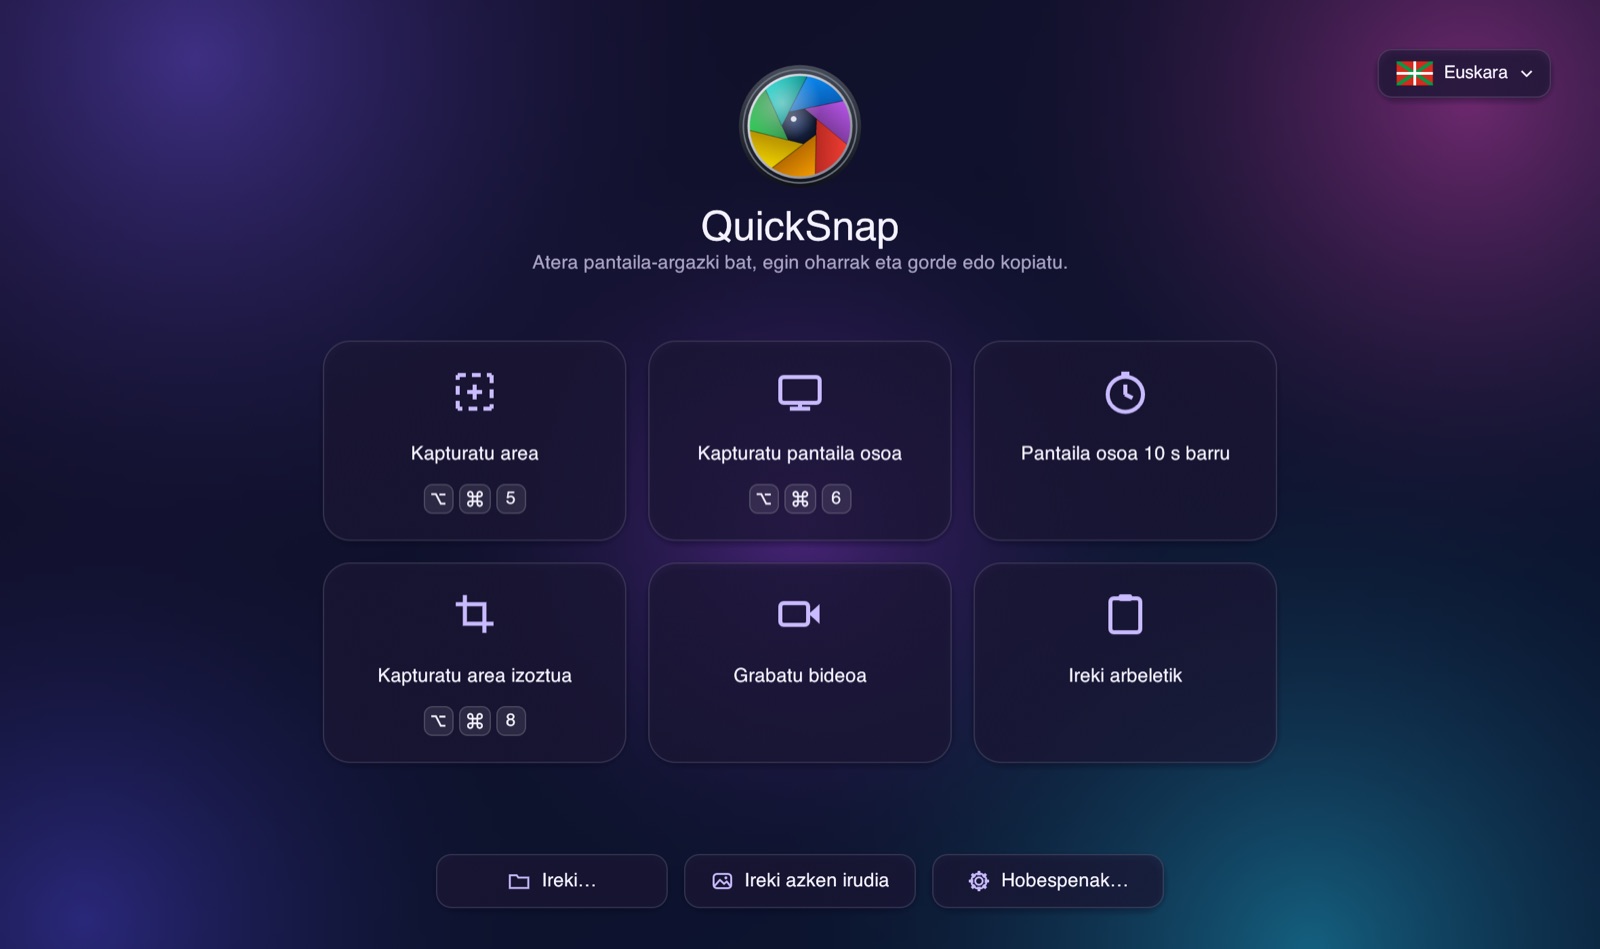 Euskara
QuickSnap
Atera pantaila-argazki bat, egin oharrak eta gorde edo kopiatu.
Kapturatu area
⌥ ⌘ 5
Kapturatu pantaila osoa
⌥ ⌘ 6
Pantaila osoa 10 s barru
Kapturatu area izoztua
⌥ ⌘ 8
Grabatu bideoa
Ireki arbeletik
Ireki...
Ireki azken irudia
Hobespenak...